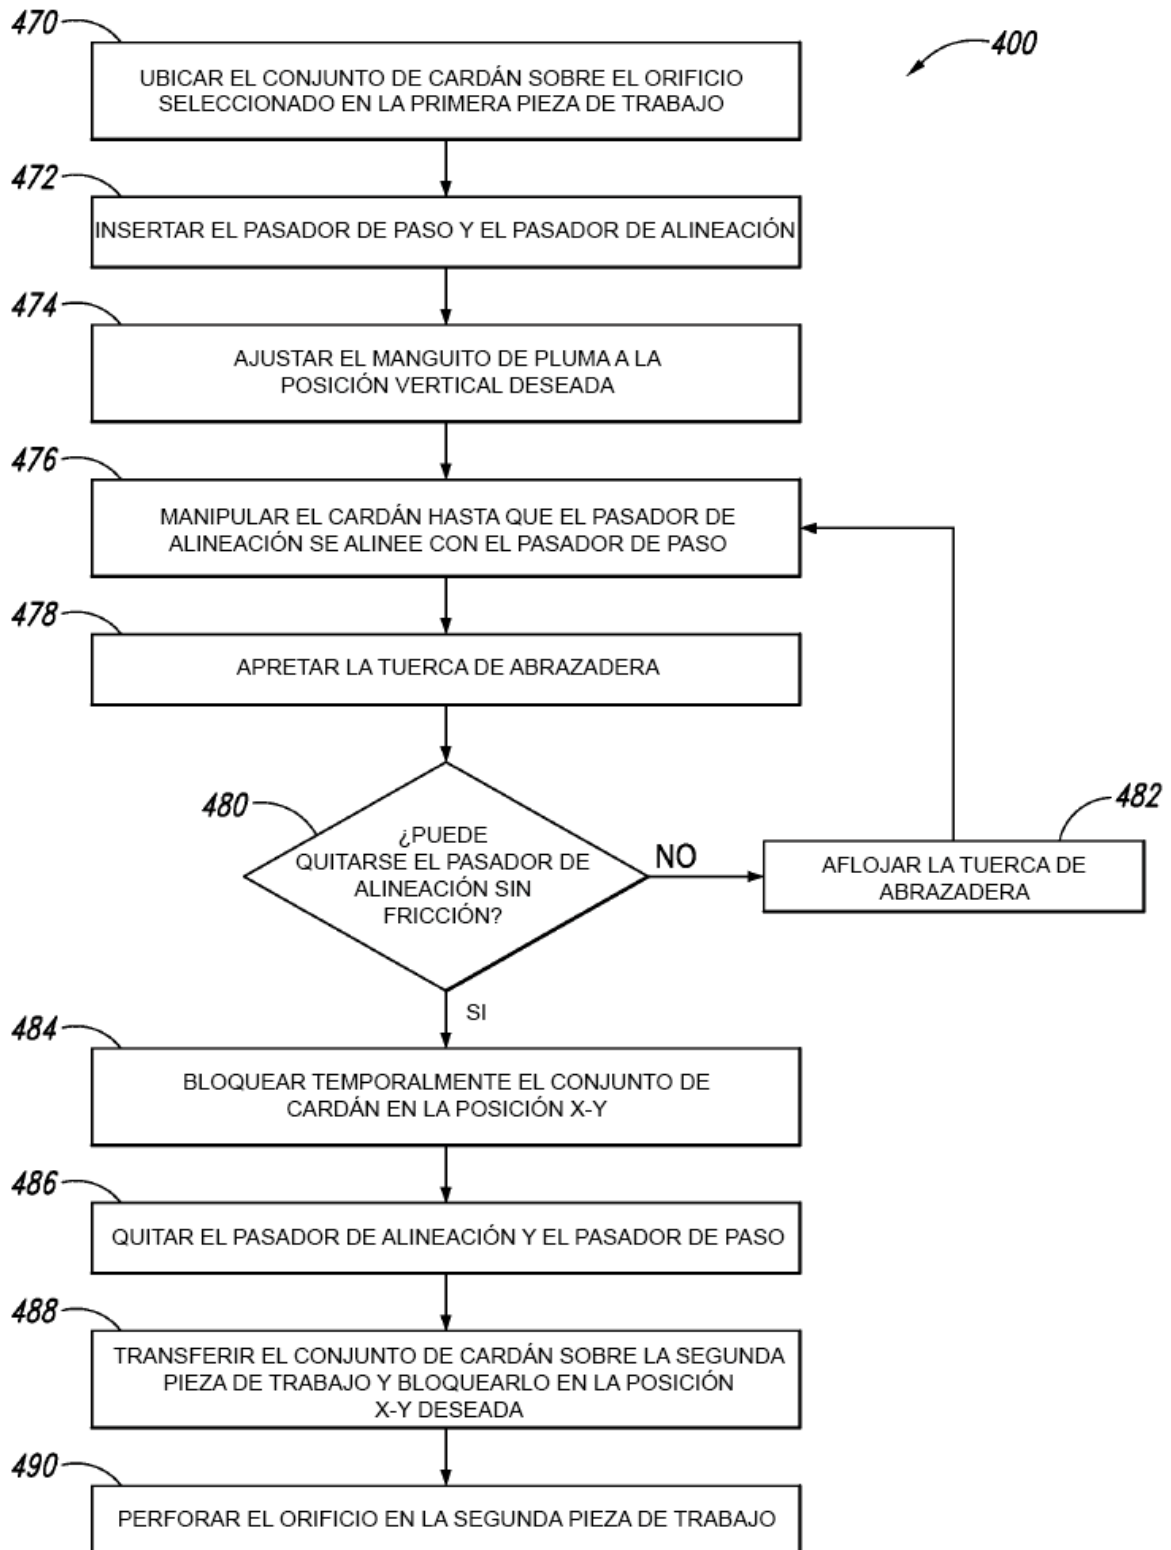 470
400
UBICAR EL CONJUNTO DE CARDÁN SOBRE EL ORIFICIO
SELECCIONADO EN LA PRIMERA PIEZA DE TRABAJO
472
INSERTAR EL PASADOR DE PASO Y EL PASADOR DE ALINEACIÓN
474
AJUSTAR EL MANGUITO DE PLUMA A LA
POSICIÓN VERTICAL DESEADA
476
MANIPULAR EL CARDÁN HASTA QUE EL PASADOR DE
ALINEACIÓN SE ALINEE CON EL PASADOR DE PASO
478
APRETAR LA TUERCA DE ABRAZADERA
480
¿PUEDE
QUITARSE EL PASADOR DE
ALINEACIÓN SIN
FRICCIÓN?
NO
482
AFLOJAR LA TUERCA DE
ABRAZADERA
SI
484
BLOQUEAR TEMPORALMENTE EL CONJUNTO DE
CARDÁN EN LA POSICIÓN X-Y
486
QUITAR EL PASADOR DE ALINEACIÓN Y EL PASADOR DE PASO
488
TRANSFERIR EL CONJUNTO DE CARDÁN SOBRE LA SEGUNDA
PIEZA DE TRABAJO Y BLOQUEARLO EN LA POSICIÓN
X-Y DESEADA
490
PERFORAR EL ORIFICIO EN LA SEGUNDA PIEZA DE TRABAJO